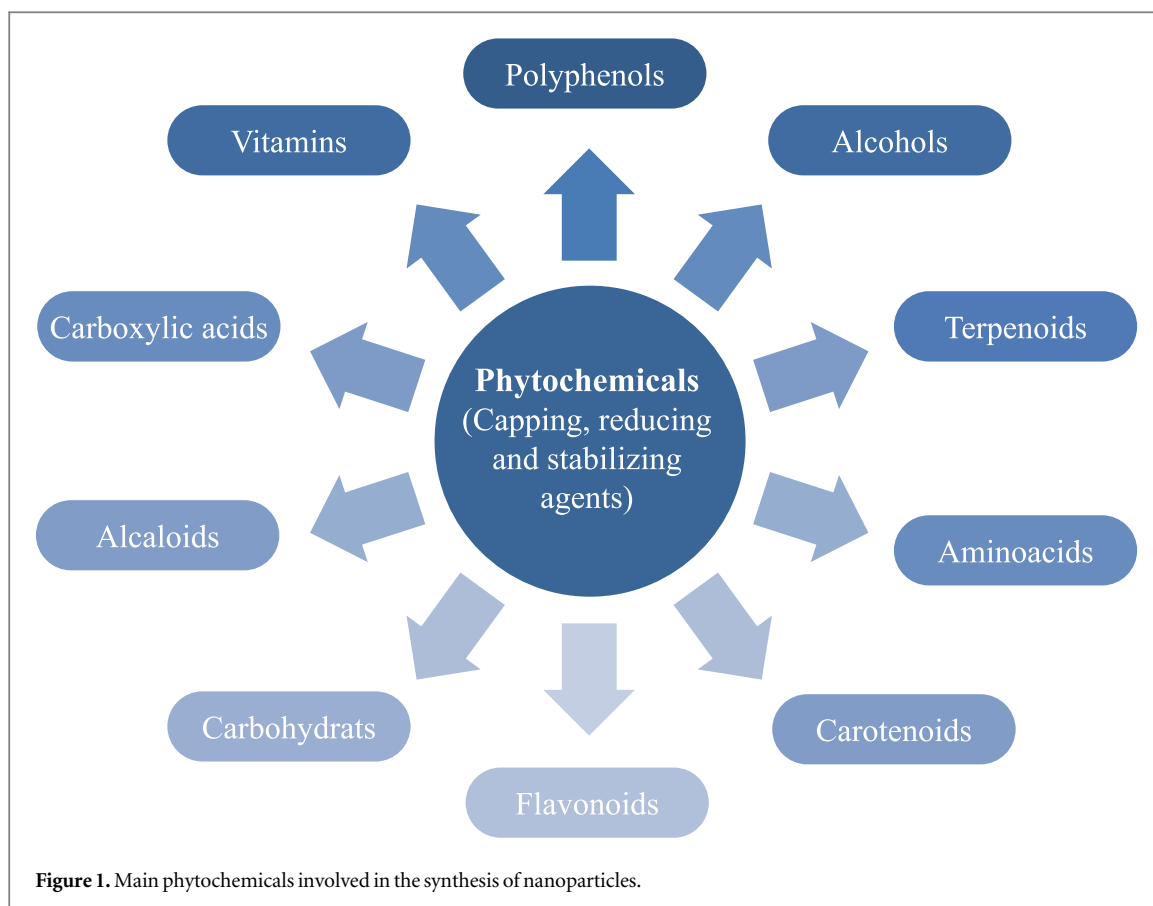 Polyphenols
Alcohols
Terpenoids
Aminoacids
Carotenoids
Flavonoids
Carbohydrats
Alcaloids
Carboxylic acids
Vitamins
Phytochemicals
(Capping, reducing
and stabilizing
agents)
Figure 1. Main phytochemicals involved in the synthesis of nanoparticles.